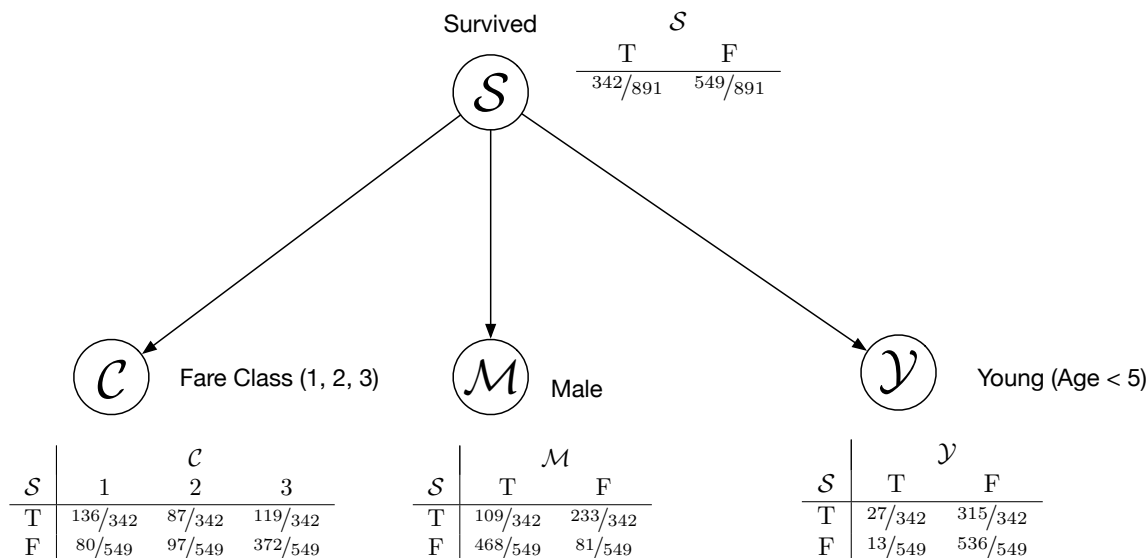 Survived
S
T F
342/891 549/891
S
C Fare Class (1, 2, 3)
M Male
Y Young (Age < 5)
C
S 1 2 3
T 136/342 87/342 119/342
F 80/549 97/549 372/549
M
S T F
T 109/342 233/342
F 468/549 81/549
Y
S T F
T 27/342 315/342
F 13/549 536/549